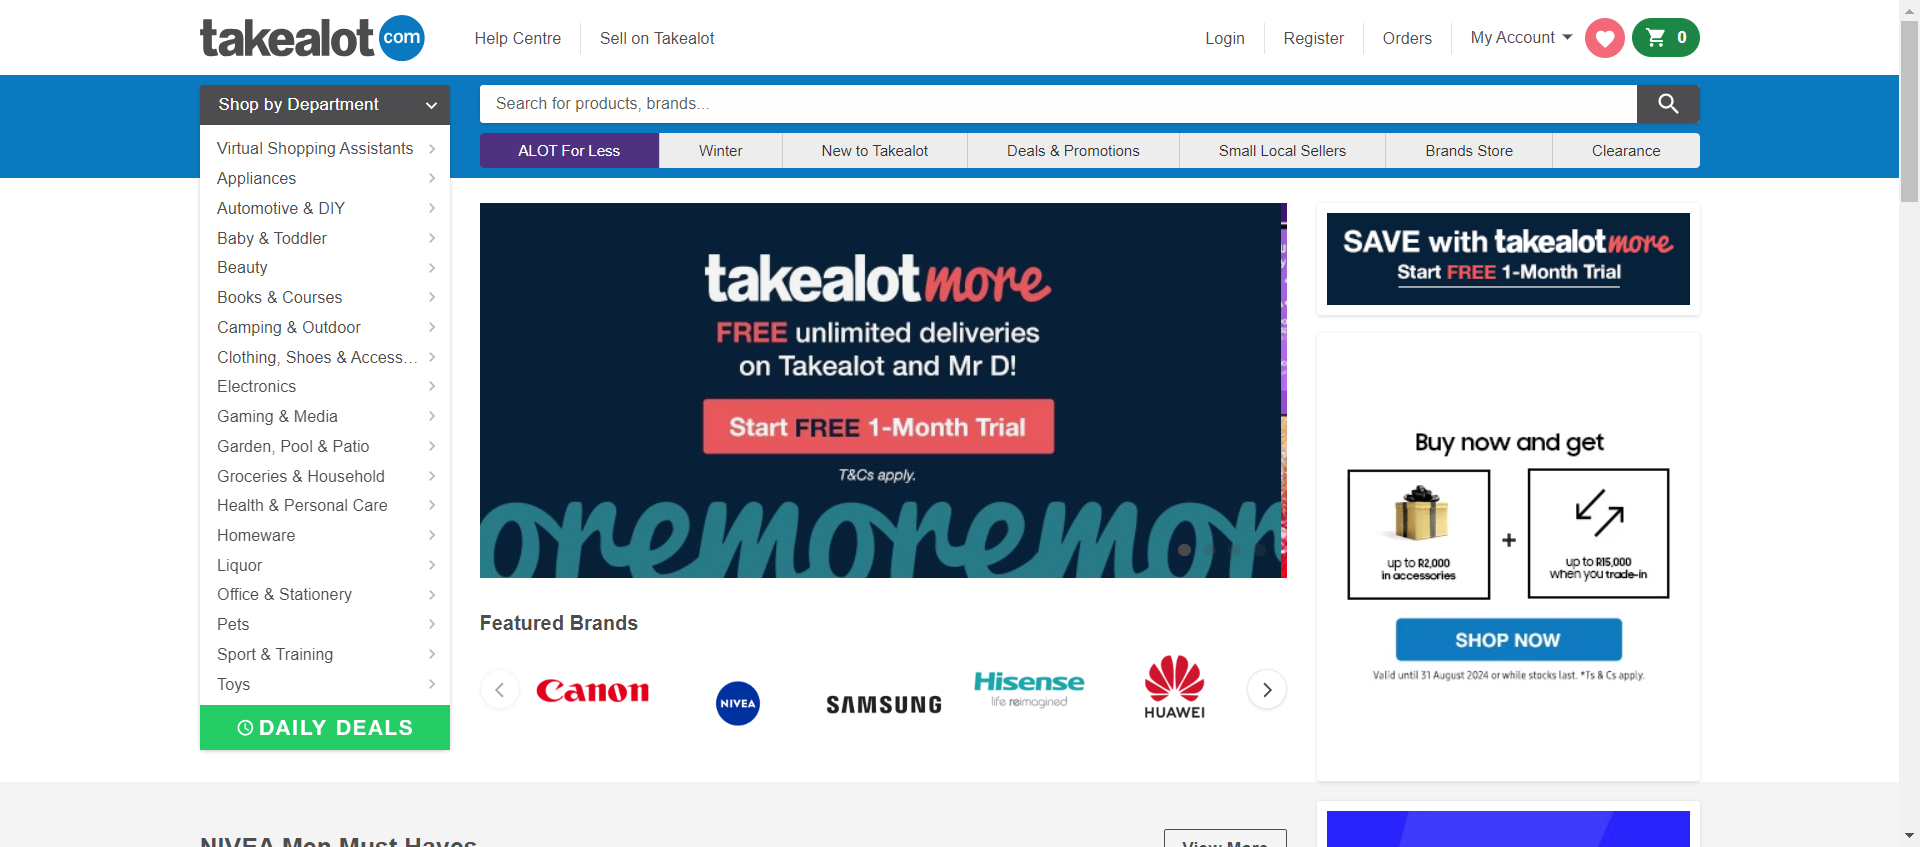 takealot com
Help Centre
Sell on Takealot
Login
Register
Orders
My Account
0
Shop by Department
Search for products, brands...
ALOT For Less
Winter
New to Takealot
Deals & Promotions
Small Local Sellers
Brands Store
Clearance
Virtual Shopping Assistants
Appliances
Automotive & DIY
Baby & Toddler
Beauty
Books & Courses
Camping & Outdoor
Clothing, Shoes & Access...
Electronics
Gaming & Media
Garden, Pool & Patio
Groceries & Household
Health & Personal Care
Homeware
Liquor
Office & Stationery
Pets
Sport & Training
Toys
DAILY DEALS
takealot more
FREE unlimited deliveries
on Takealot and Mr D!
Start FREE 1-Month Trial
T&Cs apply.
oremoremor
SAVE with takealot more
Start FREE 1-Month Trial
Buy now and get
up to R2,000
in accessories
+
up to R15,000
when you trade-in
SHOP NOW
Valid until 31 August 2024 or while stocks last. *Ts & Cs apply.
Featured Brands
Canon
NIVEA
SAMSUNG
Hisense
life reimagined
HUAWEI
NIVEA Men Must Haves
View More